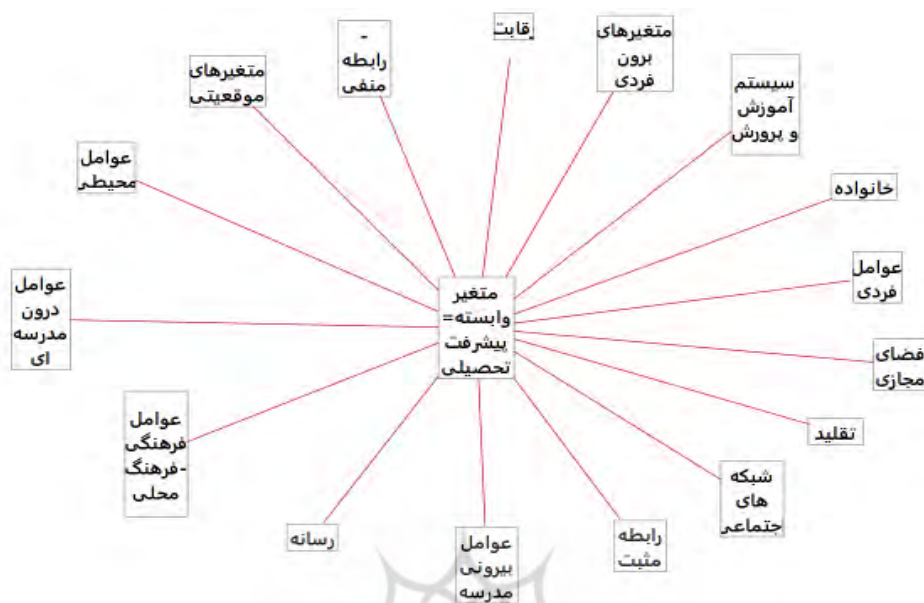 رقابت
متغیرهای
برون
فردی
-
رابطه
منفی
متغیرهای
موقعیتی
سیستم
آموزش
و پرورش
عوامل
محیطی
خانواده
عوامل
فردی
عوامل
درون
مدرسه
ای
متغیر
وابسته=
پیشرفت
تحصیلی
فضای
مجازی
عوامل
فرهنگی
-فرهنگ
محلی
تقلید
شبکه
های
جتماعی
رسانه
عوامل
بیرونی
مدرسه
رابطه
مثبت